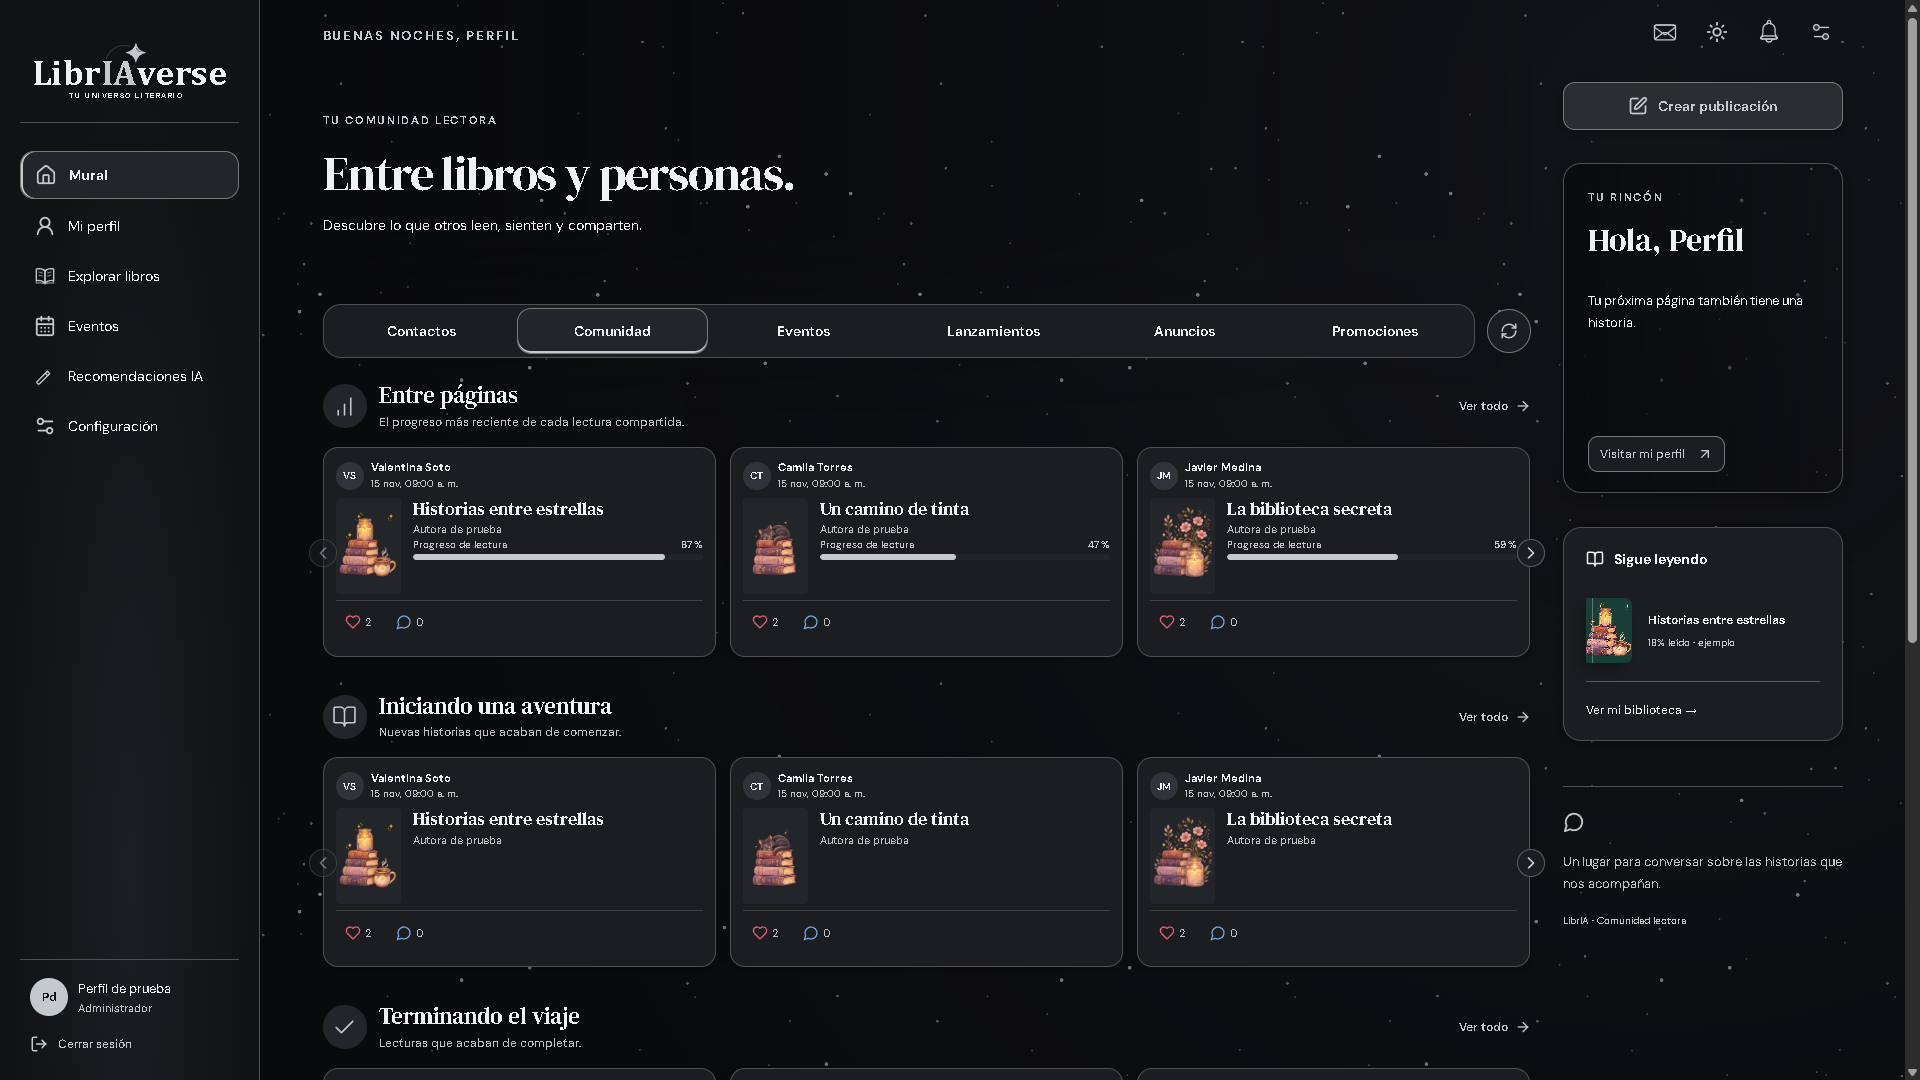 LibrIAverse
TU UNIVERSO LITERARIO
Mural
Mi perfil
Explorar libros
Eventos
Recomendaciones IA
Configuración
Pd
Perfil de prueba
Administrador
Cerrar sesión
BUENAS NOCHES, PERFIL
TU COMUNIDAD LECTORA
Entre libros y personas.
Descubre lo que otros leen, sienten y comparten.
Contactos
Comunidad
Eventos
Lanzamientos
Anuncios
Promociones
Entre páginas
El progreso más reciente de cada lectura compartida.
Ver todo →
VS
Valentina Soto
15 nov, 09:00 a. m.
Historias entre estrellas
Autora de prueba
Progreso de lectura 87 %
2 0
CT
Camila Torres
15 nov, 09:00 a. m.
Un camino de tinta
Autora de prueba
Progreso de lectura 47 %
2 0
JM
Javier Medina
15 nov, 09:00 a. m.
La biblioteca secreta
Autora de prueba
Progreso de lectura 59 %
2 0
Iniciando una aventura
Nuevas historias que acaban de comenzar.
Ver todo →
VS
Valentina Soto
15 nov, 09:00 a. m.
Historias entre estrellas
Autora de prueba
2 0
CT
Camila Torres
15 nov, 09:00 a. m.
Un camino de tinta
Autora de prueba
2 0
JM
Javier Medina
15 nov, 09:00 a. m.
La biblioteca secreta
Autora de prueba
2 0
Terminando el viaje
Lecturas que acaban de completar.
Ver todo →
Crear publicación
TU RINCÓN
Hola, Perfil
Tu próxima página también tiene una
historia.
Visitar mi perfil
Sigue leyendo
Historias entre estrellas
18% leído · ejemplo
Ver mi biblioteca →
Un lugar para conversar sobre las historias que
nos acompañan.
LibrIA · Comunidad lectora